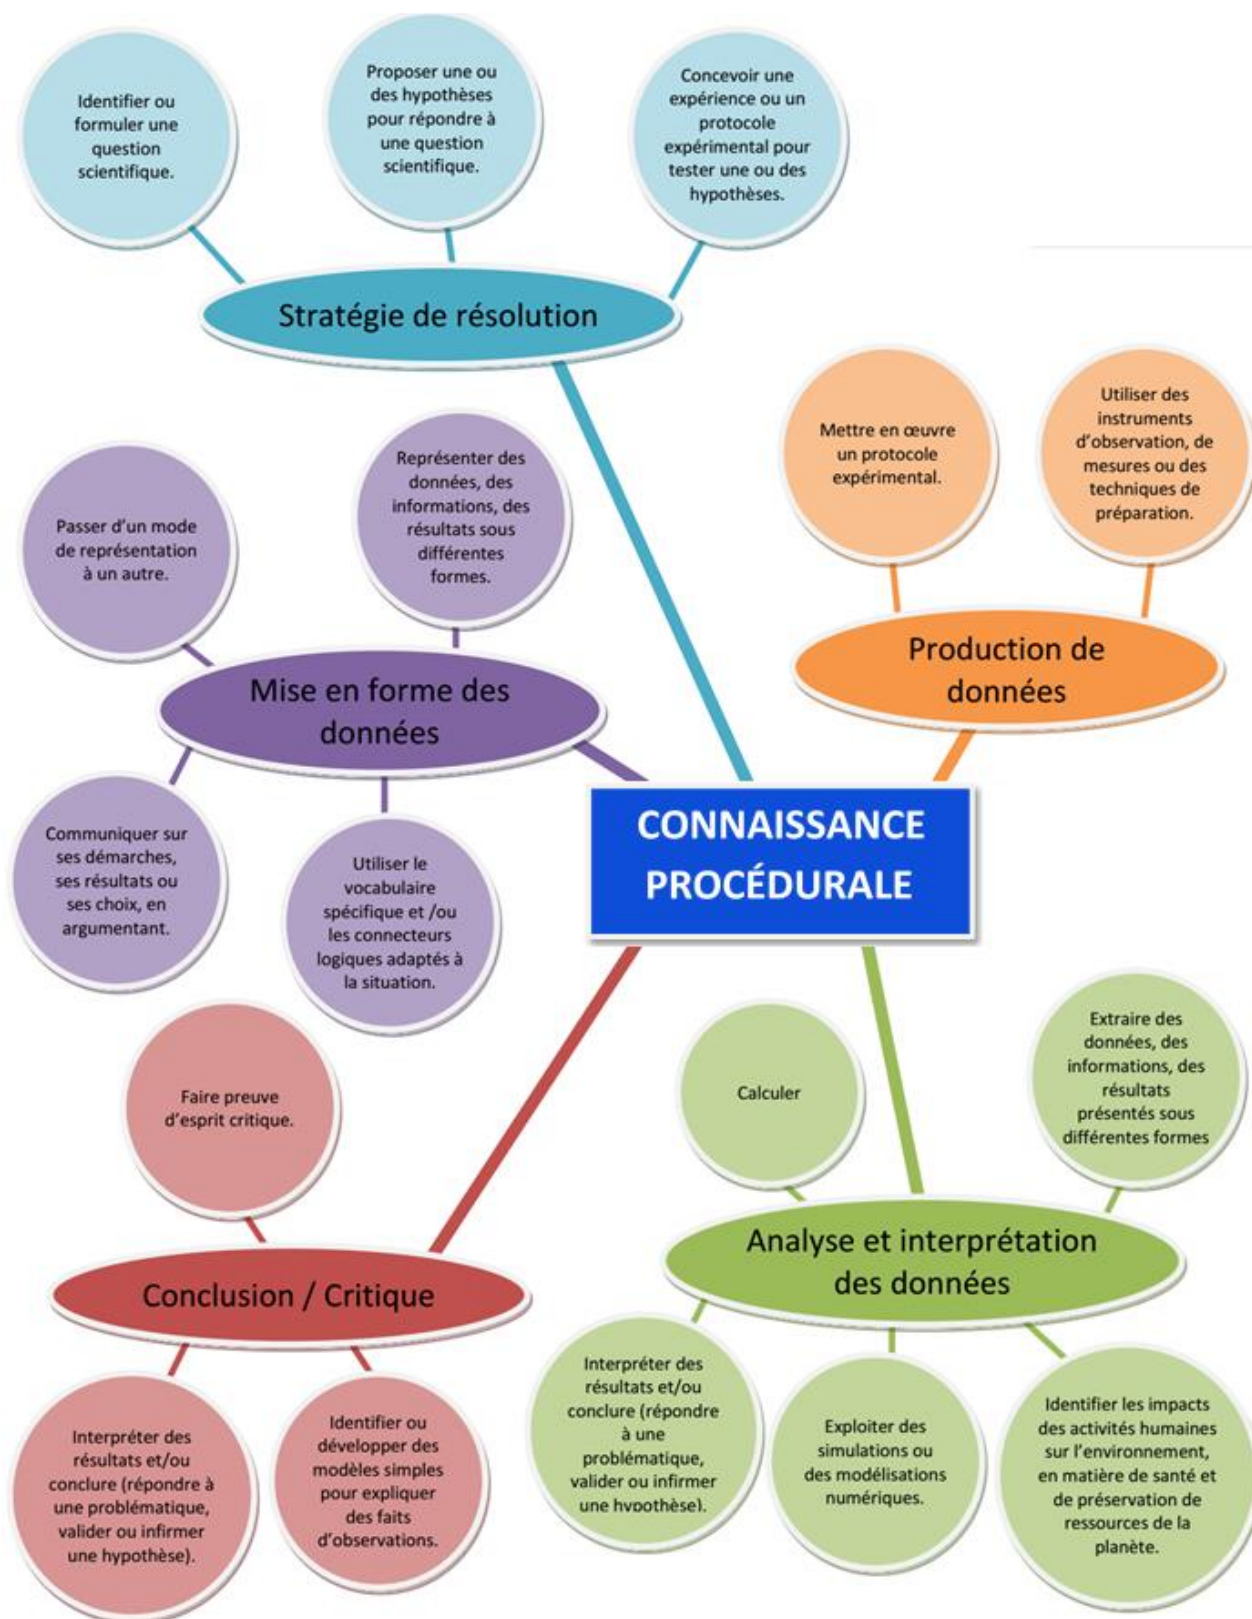 Identifier ou
formuler une
question
scientifique.
Proposer une ou
des hypothèses
pour répondre à
une question
scientifique.
Concevoir une
expérience ou un
protocole
expérimental pour
tester une ou des
hypothèses.
Stratégie de résolution
Mettre en œuvre
un protocole
expérimental.
Utiliser des
instruments
d'observation, de
mesures ou des
techniques de
préparation.
Production de
données
Passer d'un mode
de représentation
à un autre.
Représenter des
données, des
informations, des
résultats sous
différentes
formes.
Mise en forme des
données
Communiquer sur
ses démarches,
ses résultats ou
ses choix, en
argumentant.
Utiliser le
vocabulaire
spécifique et /ou
les connecteurs
logiques adaptés à
la situation.
CONNAISSANCE
PROCÉDURALE
Faire preuve
d'esprit critique.
Conclusion / Critique
Interpréter des
résultats et/ou
conclure (répondre à
une problématique,
valider ou infirmer
une hypothèse).
Identifier ou
développer des
modèles simples
pour expliquer
des faits
d'observations.
Calculer
Extraire des
données, des
informations, des
résultats
présentés sous
différentes formes
Analyse et interprétation
des données
Interpréter des
résultats et/ou
conclure (répondre
à une
problématique,
valider ou infirmer
une hypothèse).
Exploiter des
simulations ou
des modélisations
numériques.
Identifier les impacts
des activités humaines
sur l'environnement,
en matière de santé et
de préservation de
ressources de la
planète.